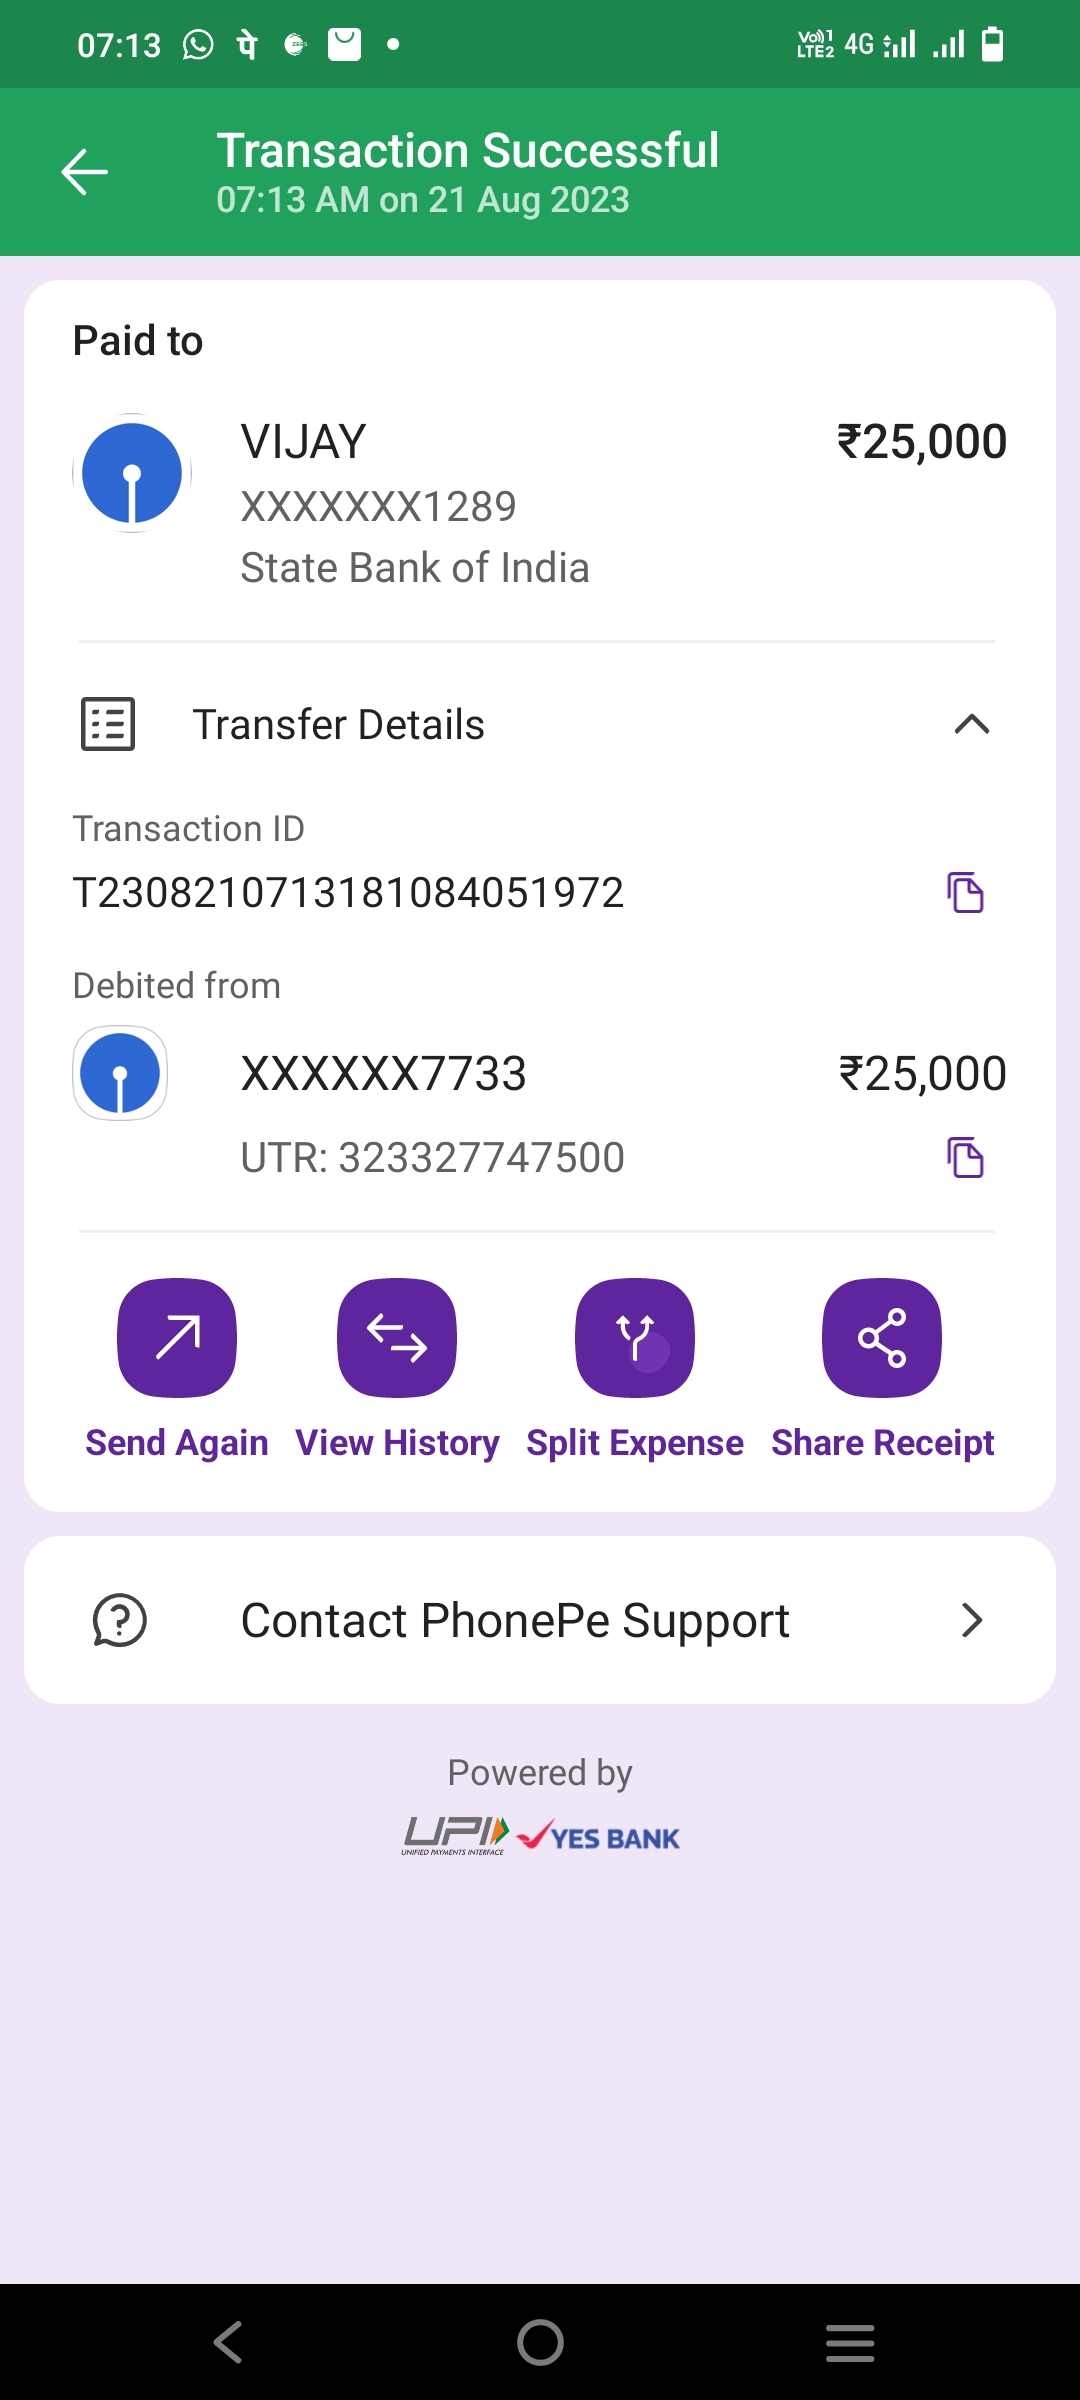 07:13 पे Vo)) 1 LTE2 4G
Transaction Successful
07:13 AM on 21 Aug 2023
Paid to
VIJAY ₹25,000
XXXXXXX1289
State Bank of India
Transfer Details
Transaction ID
T2308210713181084051972
Debited from
XXXXXX7733 ₹25,000
UTR: 323327747500
Send Again View History Split Expense Share Receipt
Contact PhonePe Support
Powered by
UPI YES BANK
UNIFIED PAYMENTS INTERFACE